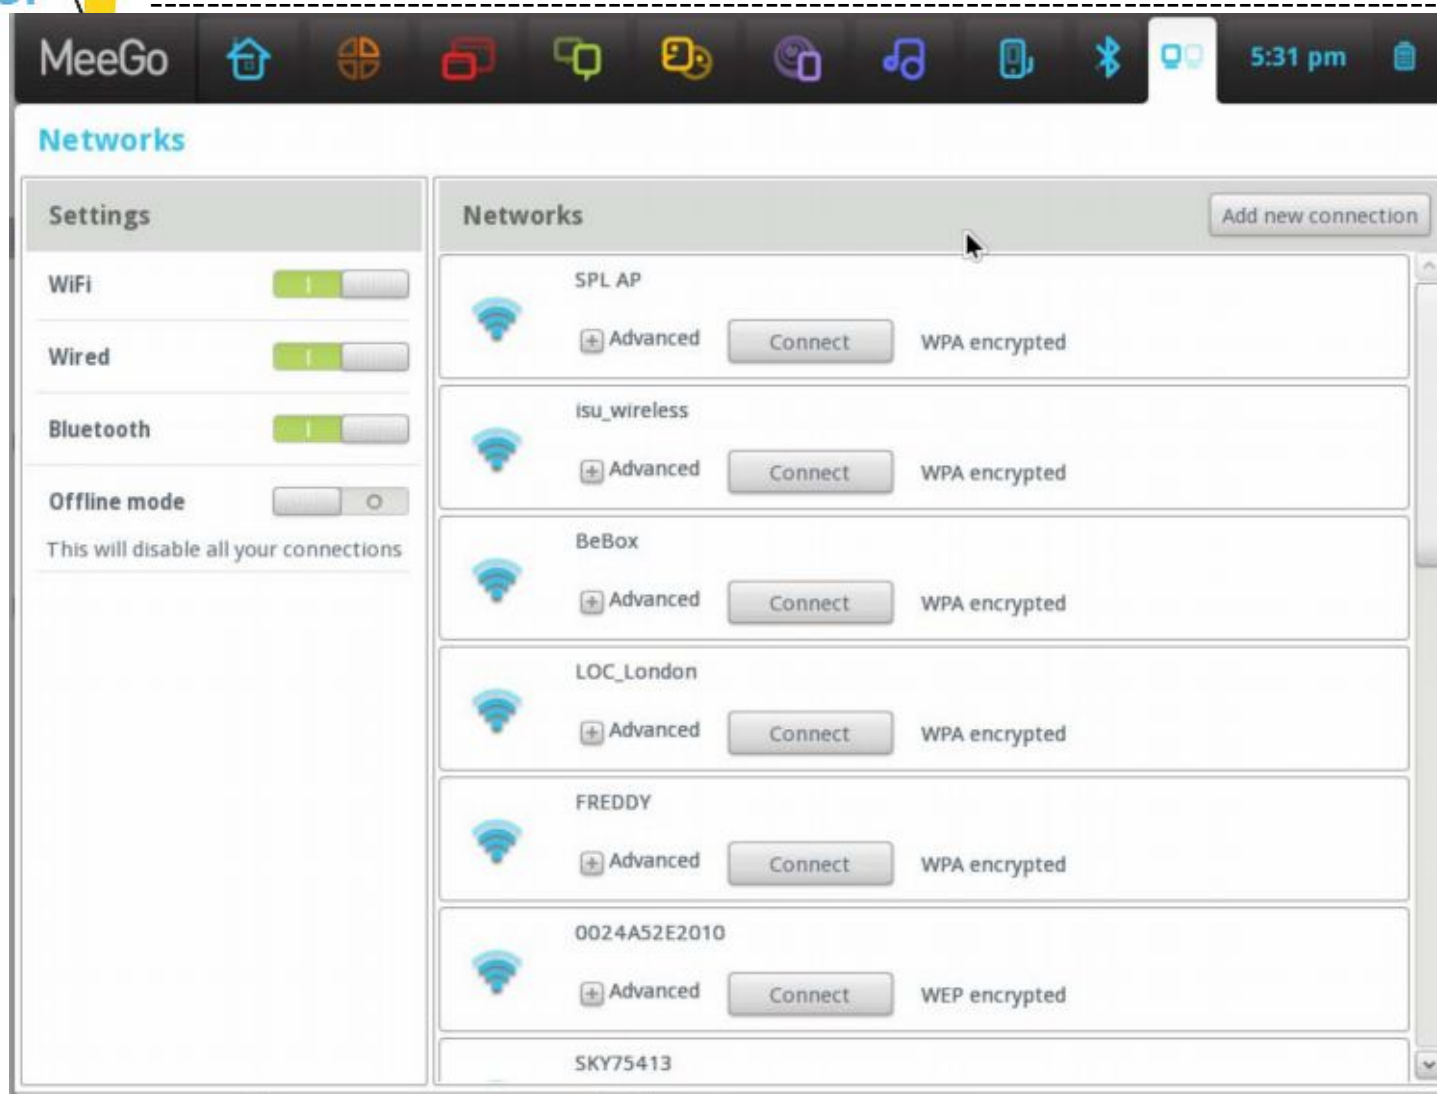 MeeGo 5:31 pm
Networks
Settings
WiFi
Wired
Bluetooth
Offline mode
This will disable all your connections
Networks Add new connection
SPL AP
Advanced Connect WPA encrypted
isu_wireless
Advanced Connect WPA encrypted
BeBox
Advanced Connect WPA encrypted
LOC_London
Advanced Connect WPA encrypted
FREDDY
Advanced Connect WPA encrypted
0024A52E2010
Advanced Connect WEP encrypted
SKY75413